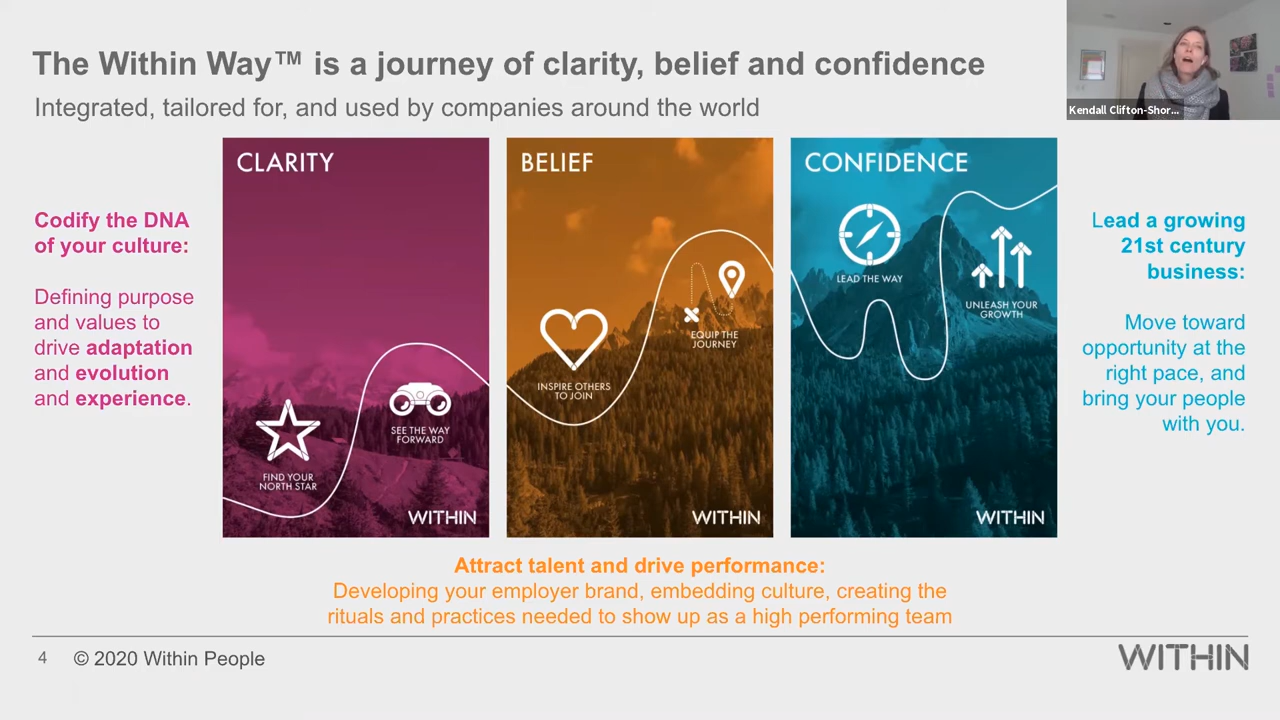 The Within Way™ is a journey of clarity, belief and confidence
Integrated, tailored for, and used by companies around the world
Kendall Clifton-Shor...
Codify the DNA
of your culture:
Defining purpose
and values to
drive adaptation
and evolution
and experience.
CLARITY
FIND YOUR
NORTH STAR
SEE THE WAY
FORWARD
WITHIN
BELIEF
INSPIRE OTHERS
TO JOIN
EQUIP THE
JOURNEY
WITHIN
CONFIDENCE
LEAD THE WAY
UNLEASH YOUR
GROWTH
WITHIN
Lead a growing
21st century
business:
Move toward
opportunity at the
right pace, and
bring your people
with you.
Attract talent and drive performance:
Developing your employer brand, embedding culture, creating the
rituals and practices needed to show up as a high performing team
4 © 2020 Within People
WITHIN